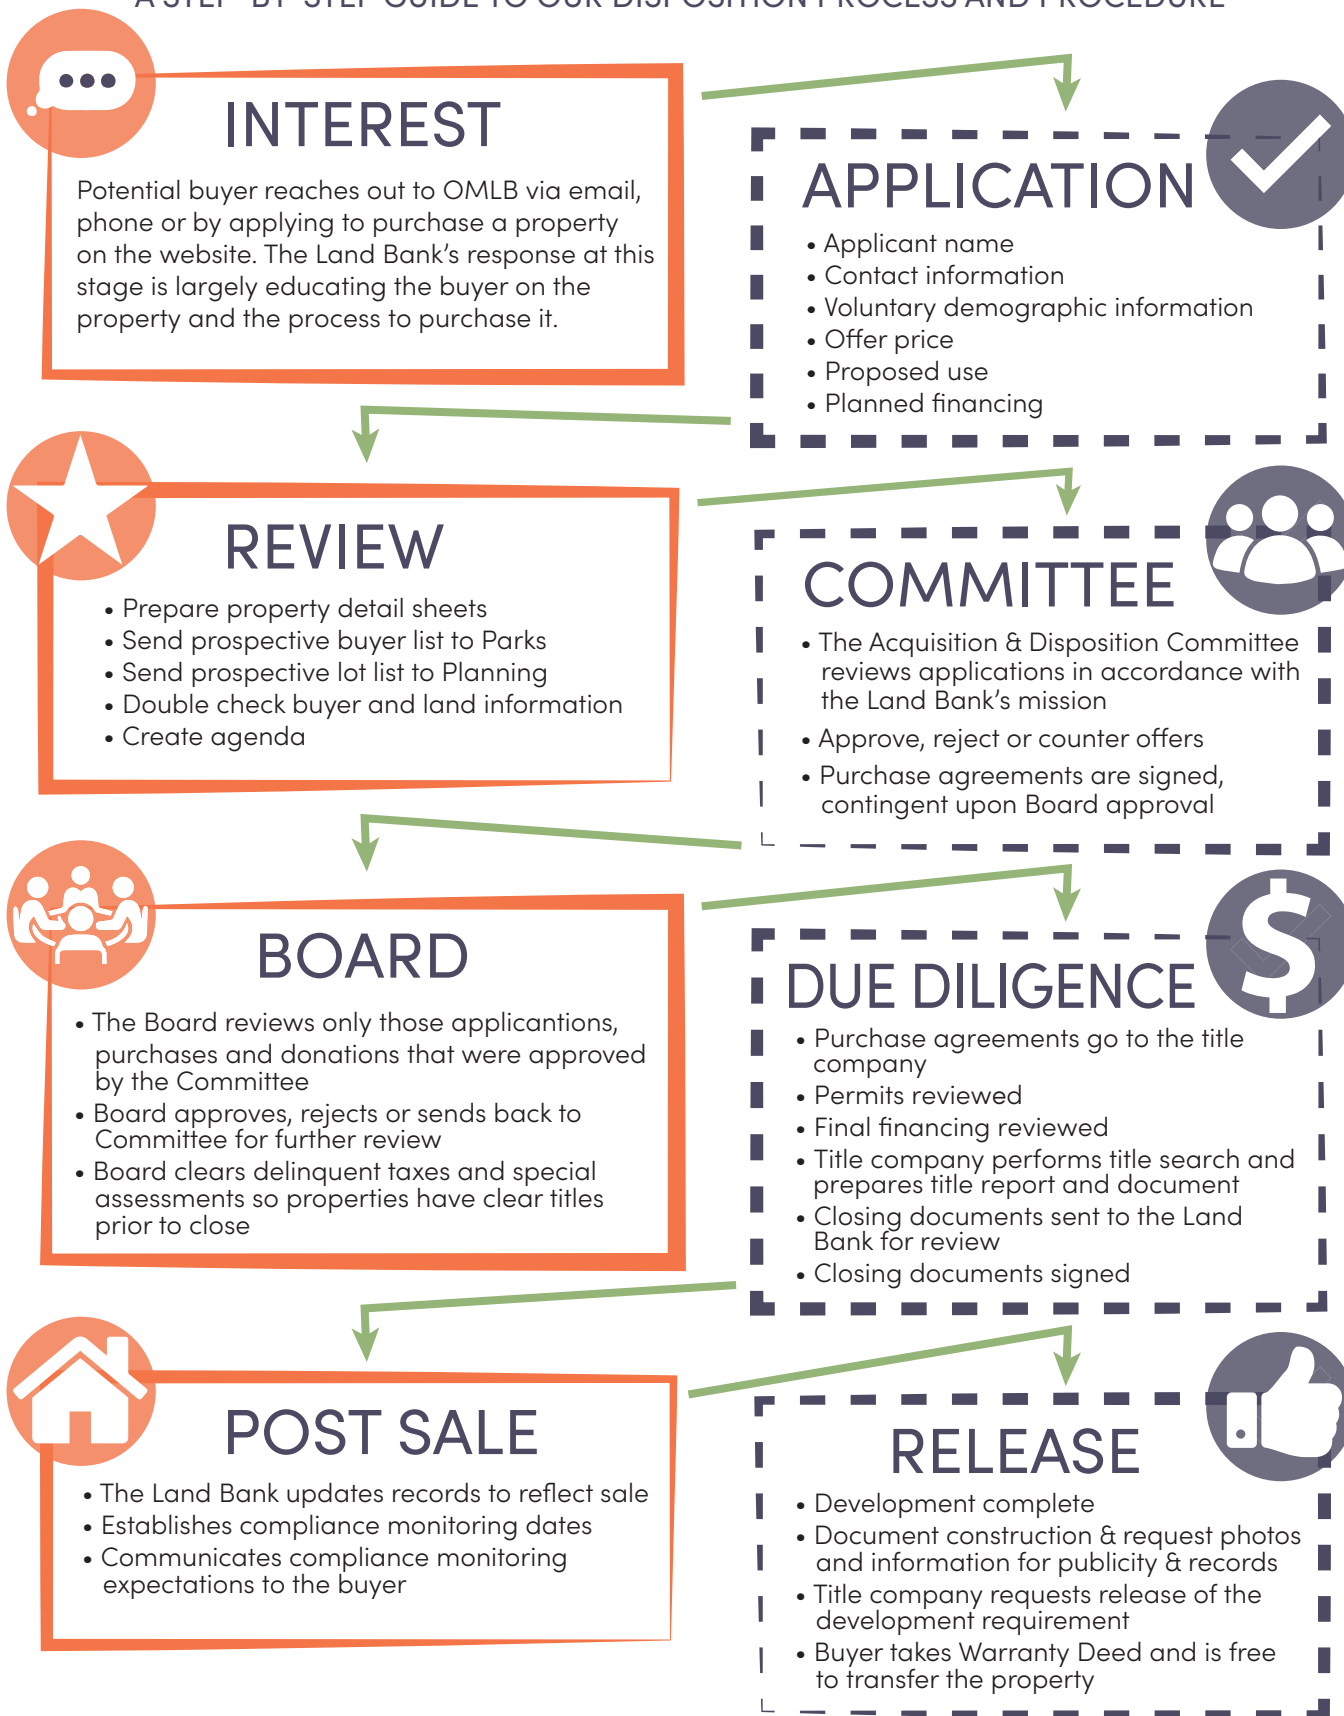 A STEP-BY-STEP GUIDE TO OUR DISPOSITION PROCESS AND PROCEDURE
INTEREST
Potential buyer reaches out to OMLB via email,
phone or by applying to purchase a property
on the website. The Land Bank's response at this
stage is largely educating the buyer on the
property and the process to purchase it.
APPLICATION
• Applicant name
• Contact information
• Voluntary demographic information
• Offer price
• Proposed use
• Planned financing
REVIEW
• Prepare property detail sheets
• Send prospective buyer list to Parks
• Send prospective lot list to Planning
• Double check buyer and land information
• Create agenda
COMMITTEE
• The Acquisition & Disposition Committee
reviews applications in accordance with
the Land Bank's mission
• Approve, reject or counter offers
• Purchase agreements are signed,
contingent upon Board approval
BOARD
• The Board reviews only those applicantions,
purchases and donations that were approved
by the Committee
• Board approves, rejects or sends back to
Committee for further review
• Board clears delinquent taxes and special
assessments so properties have clear titles
prior to close
DUE DILIGENCE
• Purchase agreements go to the title
company
• Permits reviewed
• Final financing reviewed
• Title company performs title search and
prepares title report and document
• Closing documents sent to the Land
Bank for review
• Closing documents signed
POST SALE
• The Land Bank updates records to reflect sale
• Establishes compliance monitoring dates
• Communicates compliance monitoring
expectations to the buyer
RELEASE
• Development complete
• Document construction & request photos
and information for publicity & records
• Title company requests release of the
development requirement
• Buyer takes Warranty Deed and is free
to transfer the property